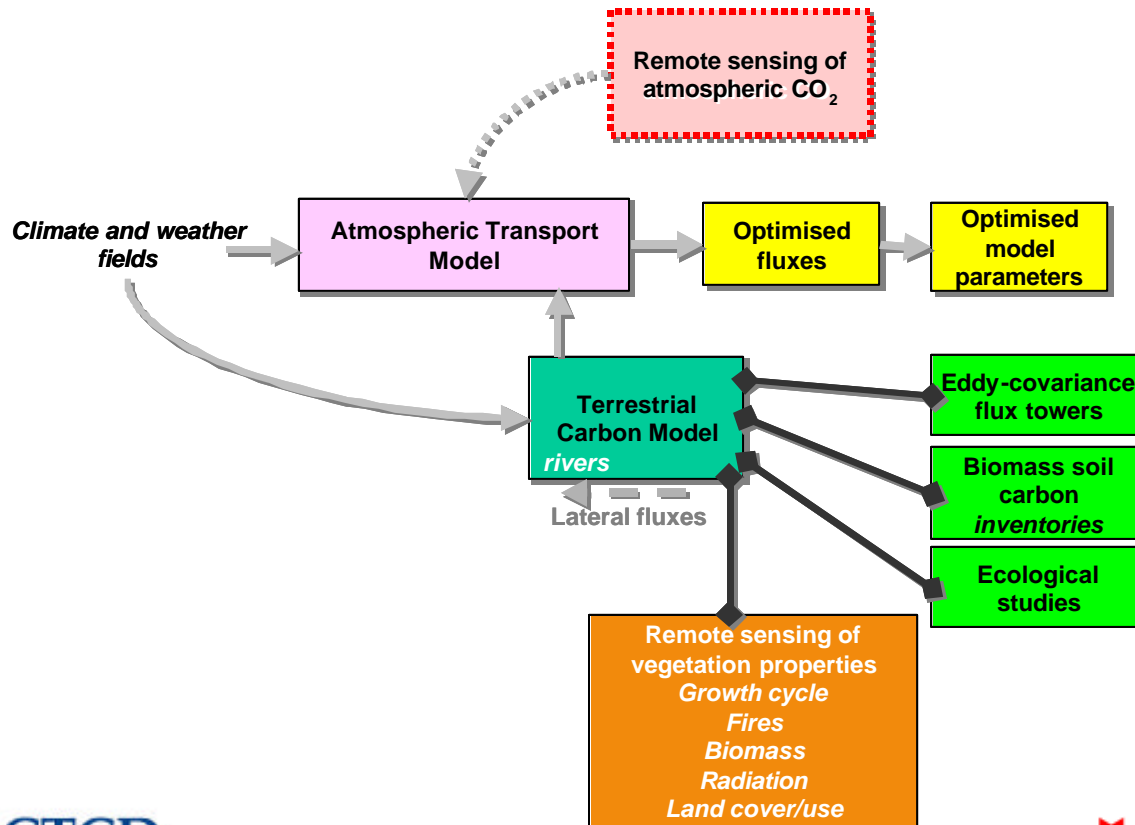 Remote sensing of
atmospheric CO2
Climate and weather
fields
Atmospheric Transport
Model
Optimised
fluxes
Optimised
model
parameters
Terrestrial
Carbon Model
rivers
Lateral fluxes
Eddy-covariance
flux towers
Biomass soil
carbon
inventories
Ecological
studies
Remote sensing of
vegetation properties
Growth cycle
Fires
Biomass
Radiation
Land cover/use